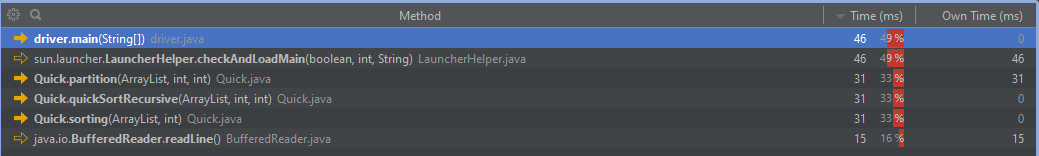 Method Time (ms) Own Time (ms)
driver.main(String[]) driver.java 46 49 % 0
sun.launcher.LauncherHelper.checkAndLoadMain(boolean, int, String) LauncherHelper.java 46 49 % 46
Quick.partition(ArrayList, int, int) Quick.java 31 33 % 31
Quick.quickSortRecursive(ArrayList, int, int) Quick.java 31 33 % 0
Quick.sorting(ArrayList, int) Quick.java 31 33 % 0
java.io.BufferedReader.readLine() BufferedReader.java 15 16 % 15